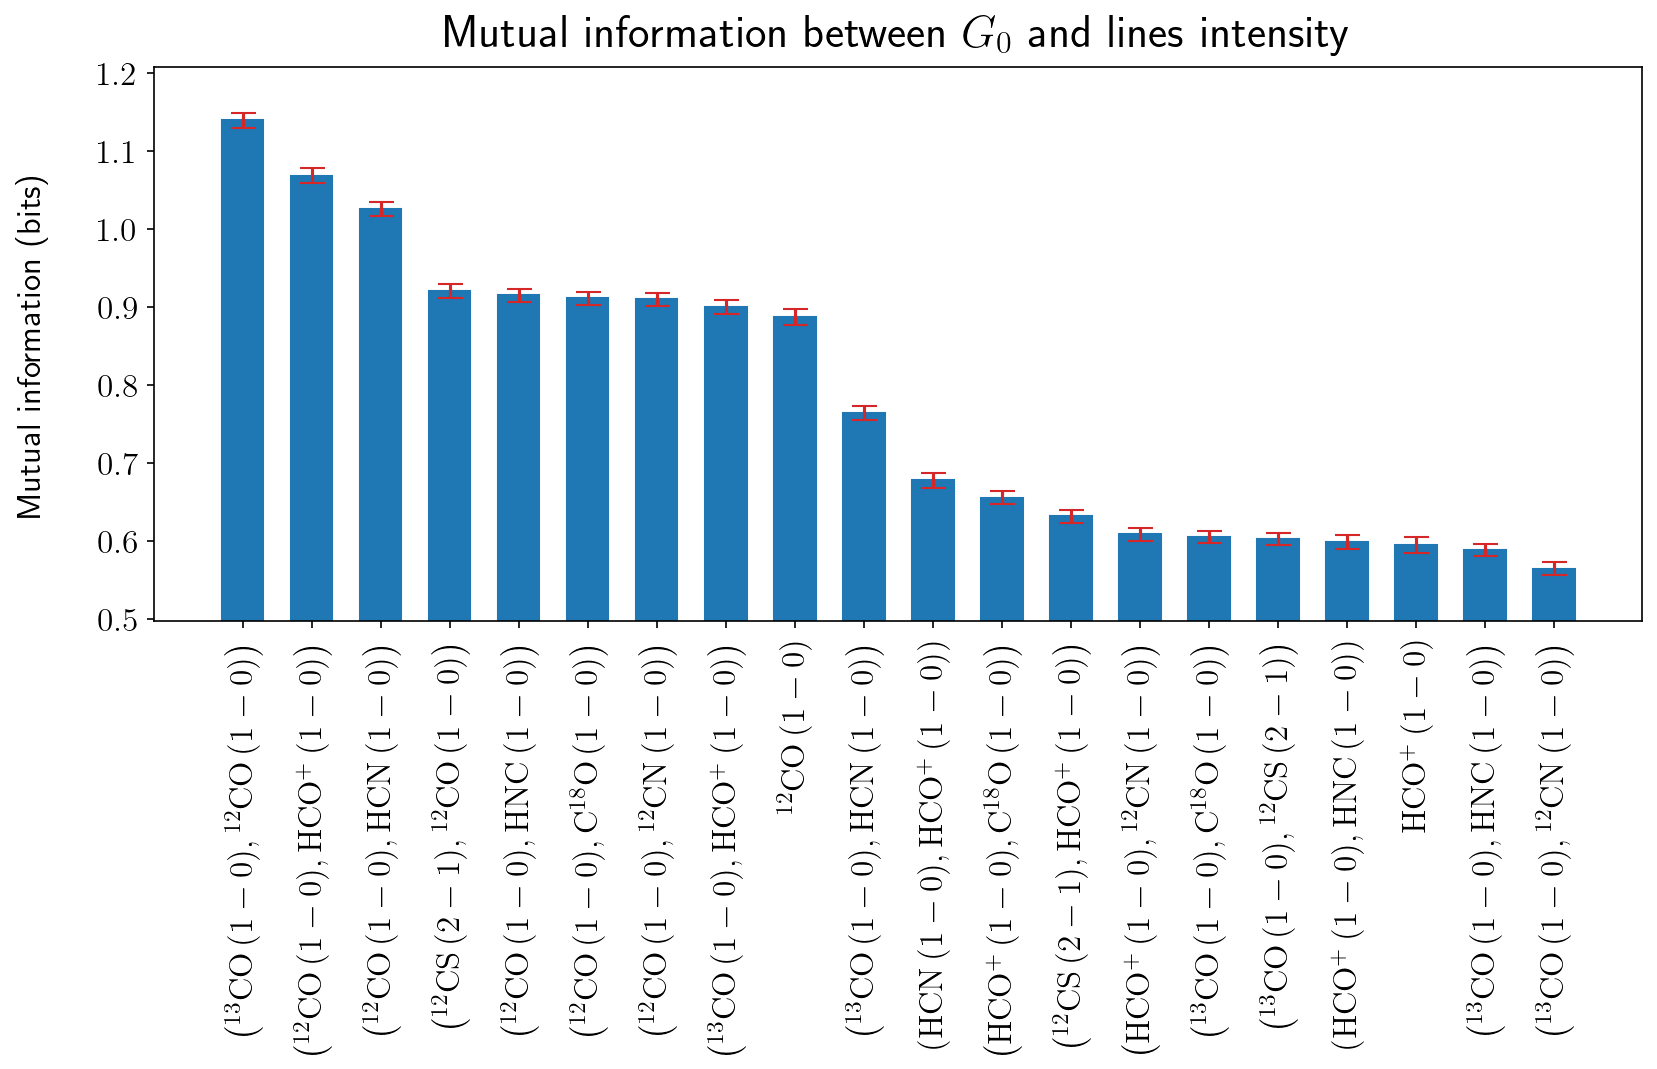 Mutual information between G₀ and lines intensity
Mutual information (bits)
1.2
1.1
1.0
0.9
0.8
0.7
0.6
0.5
(¹³CO (1 − 0), ¹²CO (1 − 0))
(¹²CO (1 − 0), HCO⁺ (1 − 0))
(¹²CO (1 − 0), HCN (1 − 0))
(¹²CS (2 − 1), ¹²CO (1 − 0))
(¹²CO (1 − 0), HNC (1 − 0))
(¹²CO (1 − 0), C¹⁸O (1 − 0))
(¹²CO (1 − 0), ¹²CN (1 − 0))
(¹³CO (1 − 0), HCO⁺ (1 − 0))
¹²CO (1 − 0)
(¹³CO (1 − 0), HCN (1 − 0))
(HCN (1 − 0), HCO⁺ (1 − 0))
(HCO⁺ (1 − 0), C¹⁸O (1 − 0))
(¹²CS (2 − 1), HCO⁺ (1 − 0))
(HCO⁺ (1 − 0), ¹²CN (1 − 0))
(¹³CO (1 − 0), C¹⁸O (1 − 0))
(¹³CO (1 − 0), ¹²CS (2 − 1))
(HCO⁺ (1 − 0), HNC (1 − 0))
HCO⁺ (1 − 0)
(¹³CO (1 − 0), HNC (1 − 0))
(¹³CO (1 − 0), ¹²CN (1 − 0))